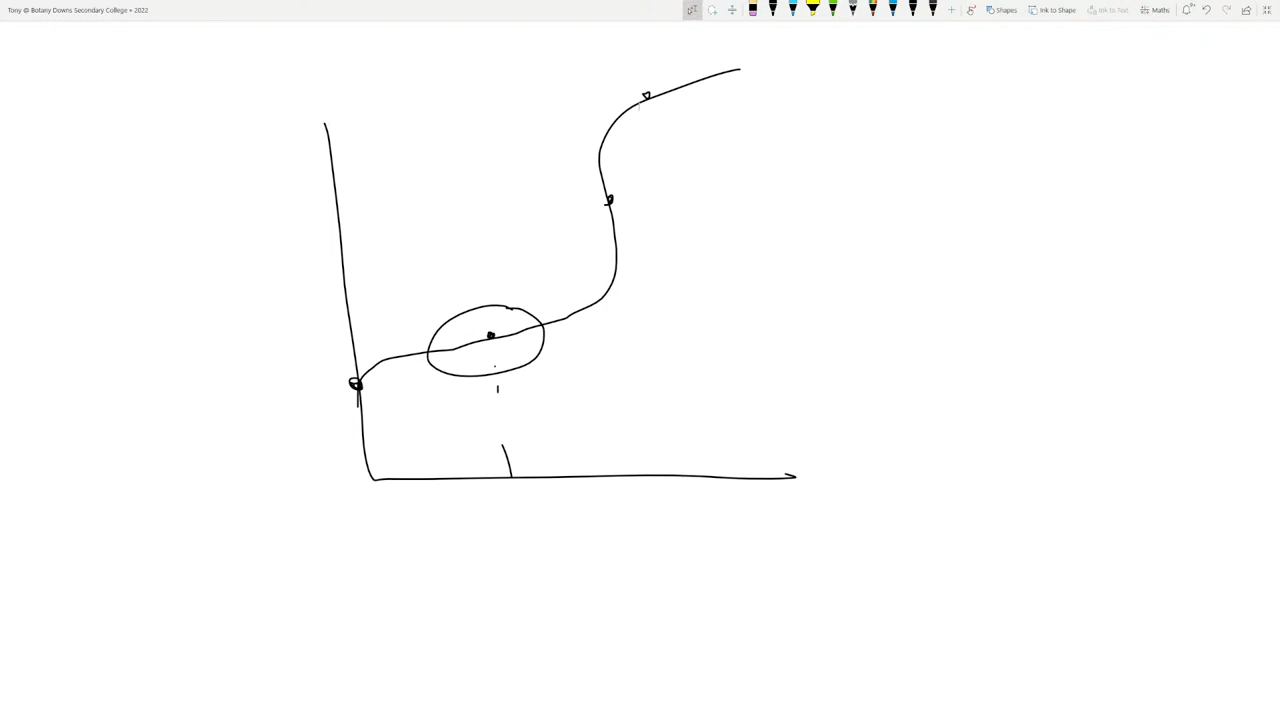 Tony @ Botany Downs Secondary College » 2022
Shapes
Ink to Shape
Ink to Text
Maths